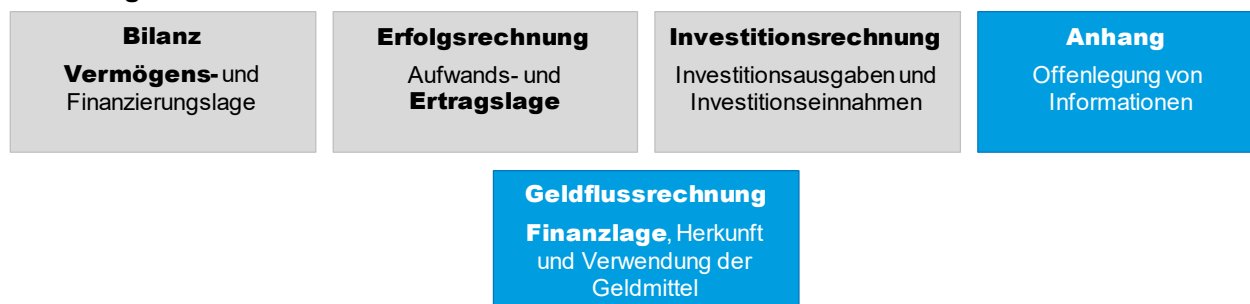 Bilanz
Vermögens- und
Finanzierungslage
Erfolgsrechnung
Aufwands- und
Ertragslage
Investitionsrechnung
Investitionsausgaben und
Investitionseinnahmen
Anhang
Offenlegung von
Informationen
Geldflussrechnung
Finanzlage, Herkunft
und Verwendung der
Geldmittel